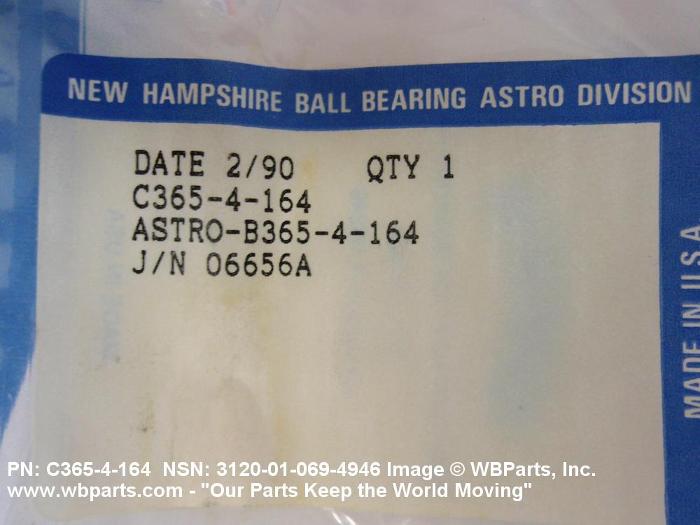 NEW HAMPSHIRE BALL BEARING ASTRO DIVISION
DATE 2/90 QTY 1
C365-4-164
ASTRO-B365-4-164
J/N 06656A
MADE IN U.S.A
PN: C365-4-164 NSN: 3120-01-069-4946 Image © WBParts, Inc.
www.wbparts.com - "Our Parts Keep the World Moving"